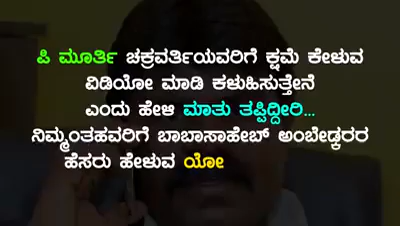 ಪಿ ಮೂರ್ತಿ ಚಕ್ರವರ್ತಿಯವರಿಗೆ ಕ್ಷಮೆ ಕೇಳುವ
ವಿಡಿಯೋ ಮಾಡಿ ಕಳುಹಿಸುತ್ತೇನೆ
ಎಂದು ಹೇಳಿ ಮಾತು ತಪ್ಪಿದ್ದೀರಿ...
ನಿಮ್ಮಂತಹವರಿಗೆ ಬಾಬಾಸಾಹೇಬ್ ಅಂಬೇಡ್ಕರರ
ಹೆಸರು ಹೇಳುವ ಯೋ